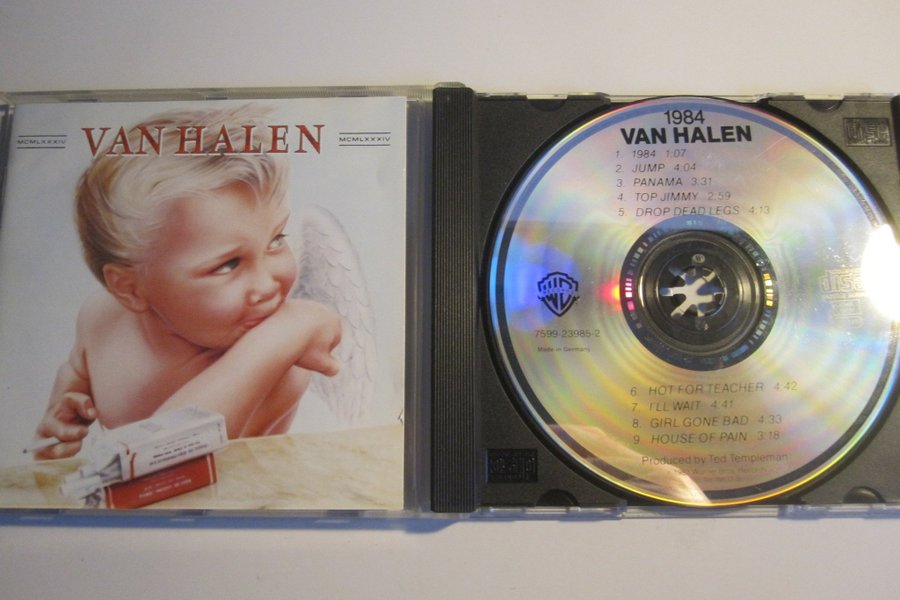 MCMLXXXIV VAN HALEN MCMLXXXIV
1984
VAN HALEN
1. 1984 1:07
2. JUMP 4:04
3. PANAMA 3:31
4. TOP JIMMY 2:59
5. DROP DEAD LEGS 4:13
7599-23985-2
Made in Germany
6. HOT FOR TEACHER 4:42
7. I'LL WAIT 4:41
8. GIRL GONE BAD 4:33
9. HOUSE OF PAIN 3:18
Produced by Ted Templeman